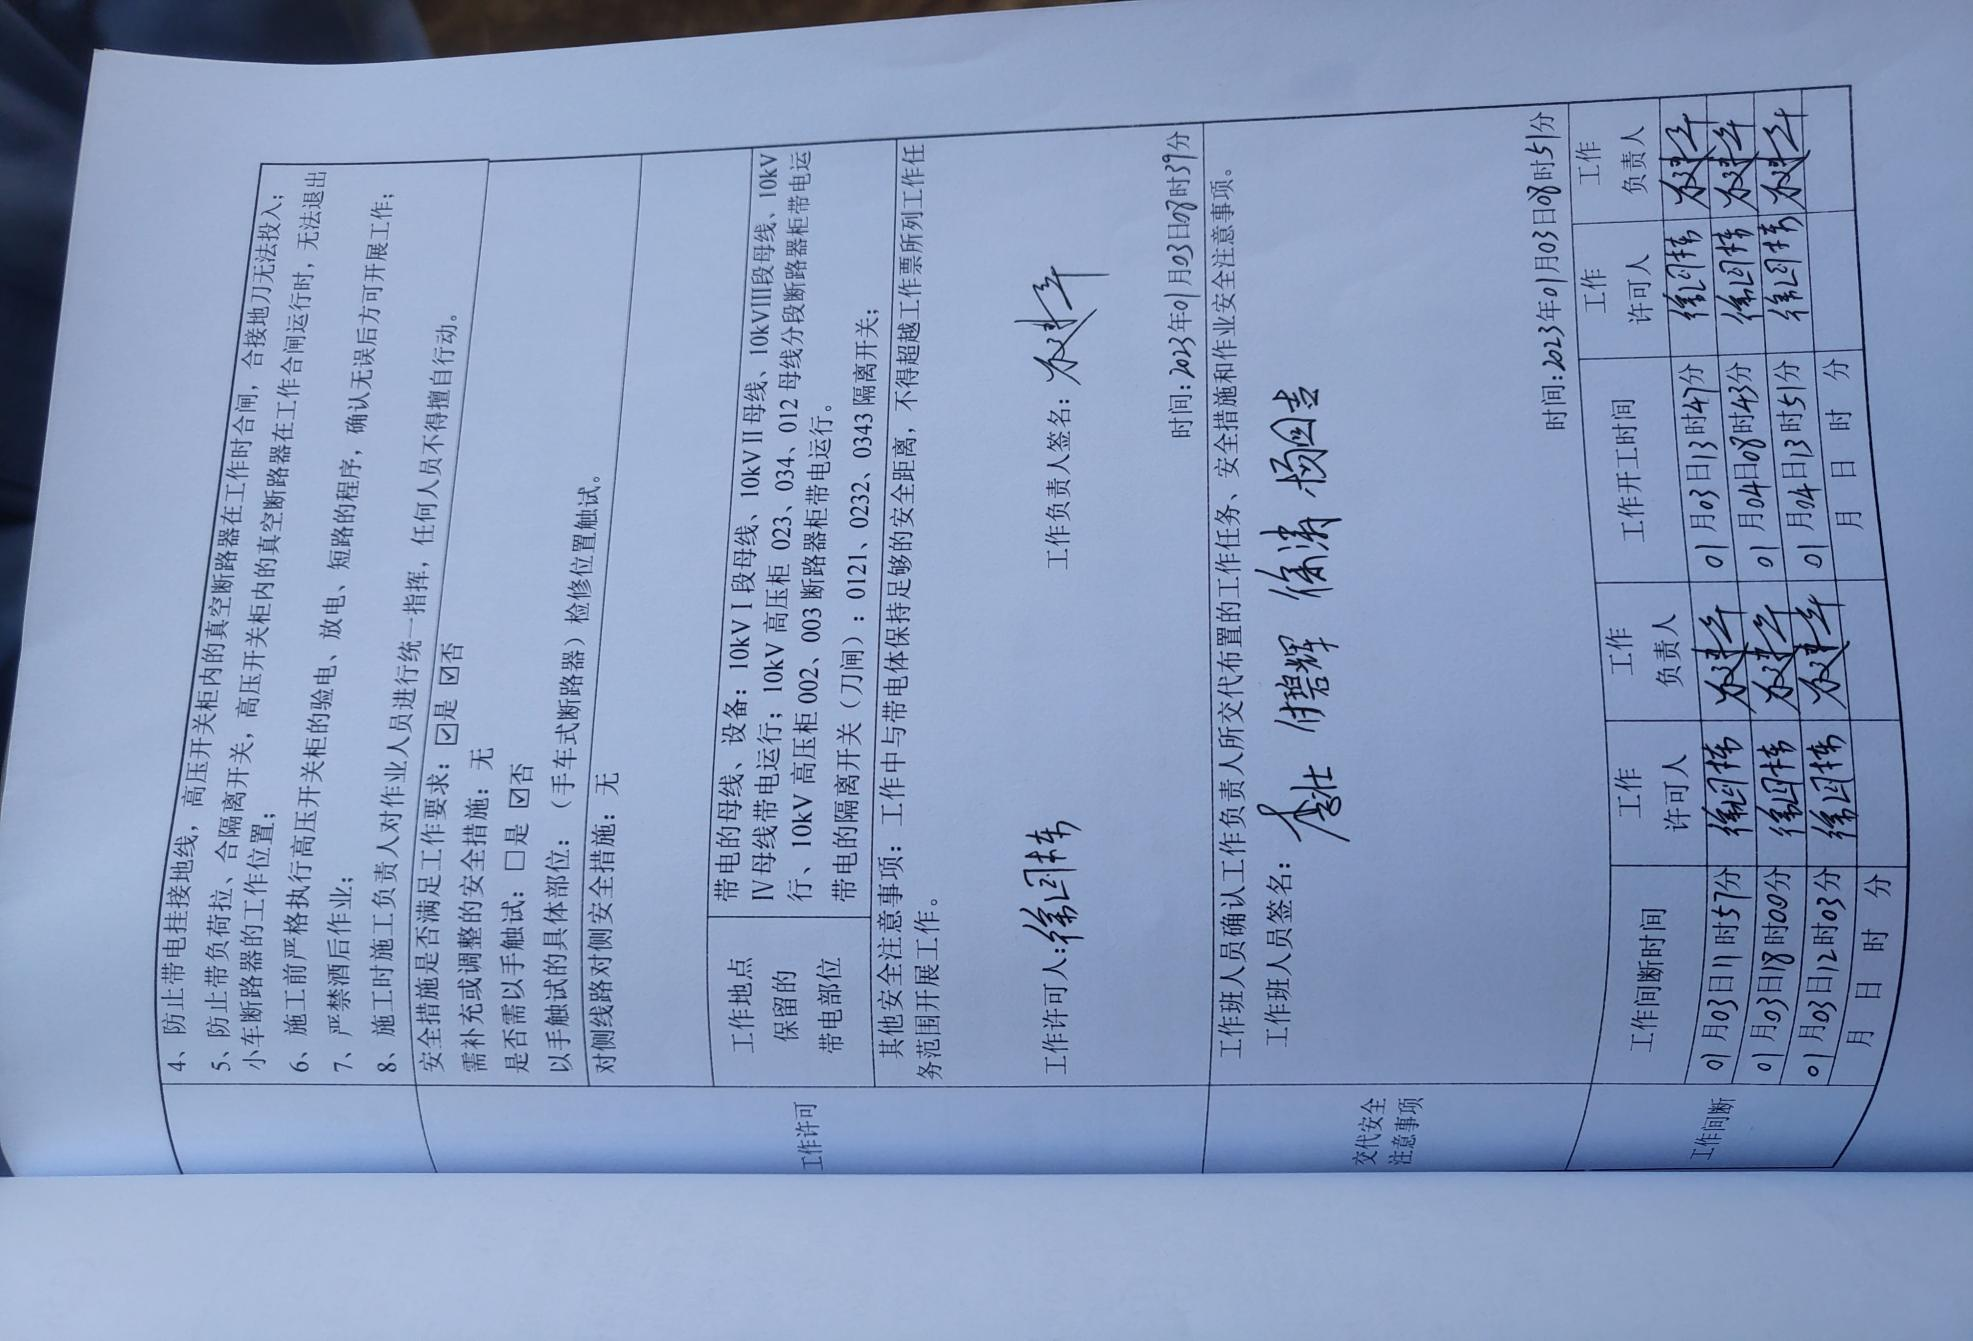 4、防止带电挂接地线，高压开关柜内的真空断路器在工作时合闸，合接地刀无法投入；
5、防止带负荷拉、合隔离开关，高压开关柜内的真空断路器在工作合闸运行时，无法退出
小车断路器的工作位置；
6、施工前严格执行高压开关柜的验电、放电、短路的程序，确认无误后方可开展工作；
7、严禁酒后作业；
8、施工时施工负责人对作业人员进行统一指挥，任何人员不得擅自行动。
工作许可
安全措施是否满足工作要求：☑是 ☑否
需补充或调整的安全措施：无
是否需以手触试：□是 ☑否
以手触试的具体部位：（手车式断路器）检修位置触试。
对侧线路对侧安全措施：无
工作地点
保留的
带电部位
带电的母线、设备：10kVⅠ段母线、10kVⅡ母线、10kVⅢ段母线、10kV
Ⅳ母线带电运行；10kV 高压柜 023、034、012 母线分段断路器柜带电运
行、10kV 高压柜 002、003 断路器柜带电运行。
带电的隔离开关（刀闸）：0121、0232、0343 隔离开关；
其他安全注意事项：工作中与带电体保持足够的安全距离，不得超越工作票所列工作任
务范围开展工作。
工作许可人： 工作负责人签名：
时间：2023年01月03日08时39分
交代安全
注意事项
工作班人员确认工作负责人所交代布置的工作任务、安全措施和作业安全注意事项。
工作班人员签名： 徐涛
时间：2023年01月03日08时51分
工作间断
工作间断时间 工作许可人 工作负责人 工作开工时间 工作许可人 工作负责人
01月03日11时57分 01月03日13时47分
01月03日18时00分 01月04日08时43分
01月03日12时03分 01月04日13时51分
月 日 时 分 月 日 时 分